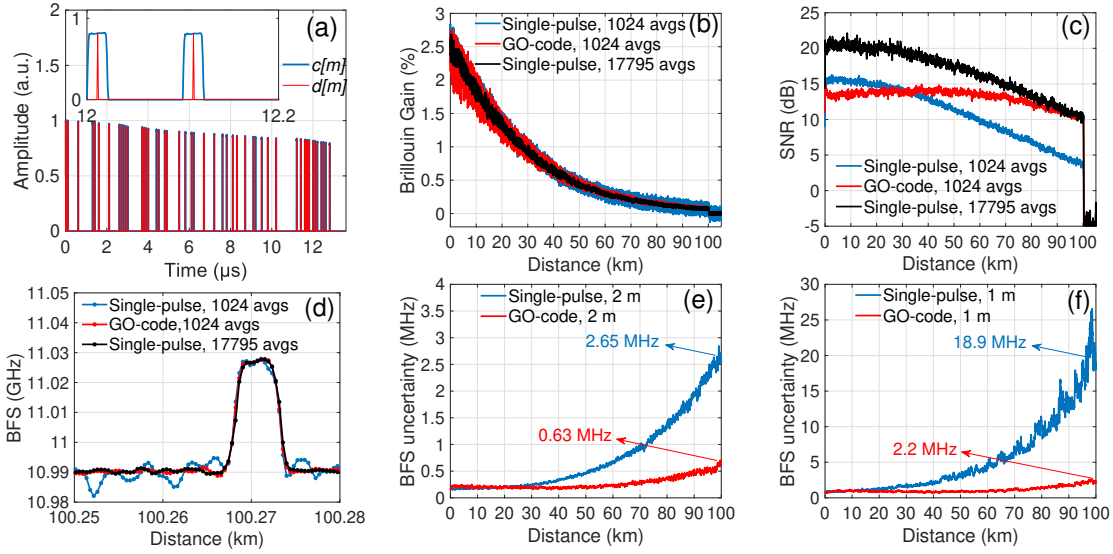 (a)
2
1.5
1
0.5
0
Amplitude (a.u.)
1
0
12
12.2
c[m]
d[m]
0 2 4 6 8 10 12
Time (μs)
(b)
Single-pulse, 1024 avgs
GO-code, 1024 avgs
Single-pulse, 17795 avgs
3
2.5
2
1.5
1
0.5
0
Brillouin Gain (%)
0 10 20 30 40 50 60 70 80 90 100
Distance (km)
(c)
25
20
15
10
5
0
-5
SNR (dB)
Single-pulse, 1024 avgs
GO-code, 1024 avgs
Single-pulse, 17795 avgs
0 10 20 30 40 50 60 70 80 90 100
Distance (km)
(d)
Single-pulse, 1024 avgs
GO-code,1024 avgs
Single-pulse, 17795 avgs
11.05
11.04
11.03
11.02
11.01
11
10.99
10.98
BFS (GHz)
100.25 100.26 100.27 100.28
Distance (km)
(e)
Single-pulse, 2 m
GO-code, 2 m
4
3.5
3
2.5
2
1.5
1
0.5
0
BFS uncertainty (MHz)
2.65 MHz
0.63 MHz
0 10 20 30 40 50 60 70 80 90 100
Distance (km)
(f)
Single-pulse, 1 m
GO-code, 1 m
30
25
20
15
10
5
0
BFS uncertainty (MHz)
18.9 MHz
2.2 MHz
0 10 20 30 40 50 60 70 80 90 100
Distance (km)